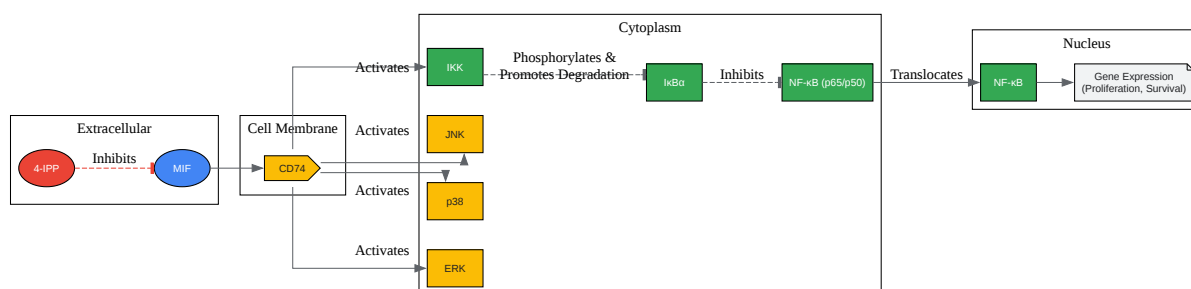 Extracellular
4-IPP
Inhibits
MIF
Cell Membrane
CD74
Cytoplasm
Activates
IKK
Phosphorylates &
Promotes Degradation
IκBα
Inhibits
NF-κB (p65/p50)
Activates
JNK
Activates
p38
Activates
ERK
Translocates
Nucleus
NF-κB
Gene Expression
(Proliferation, Survival)